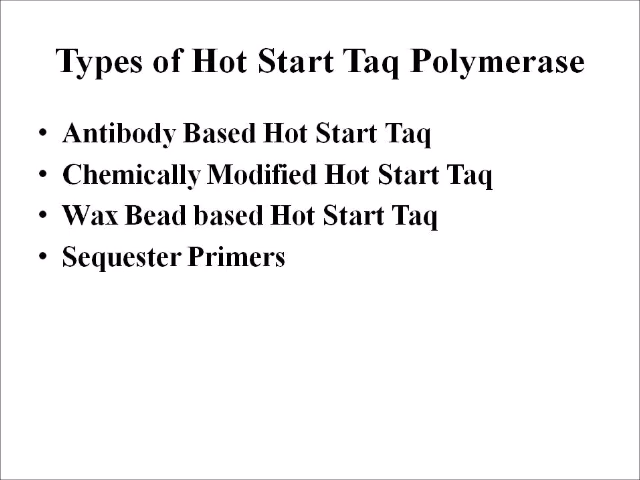 Types of Hot Start Taq Polymerase
• Antibody Based Hot Start Taq
• Chemically Modified Hot Start Taq
• Wax Bead based Hot Start Taq
• Sequester Primers